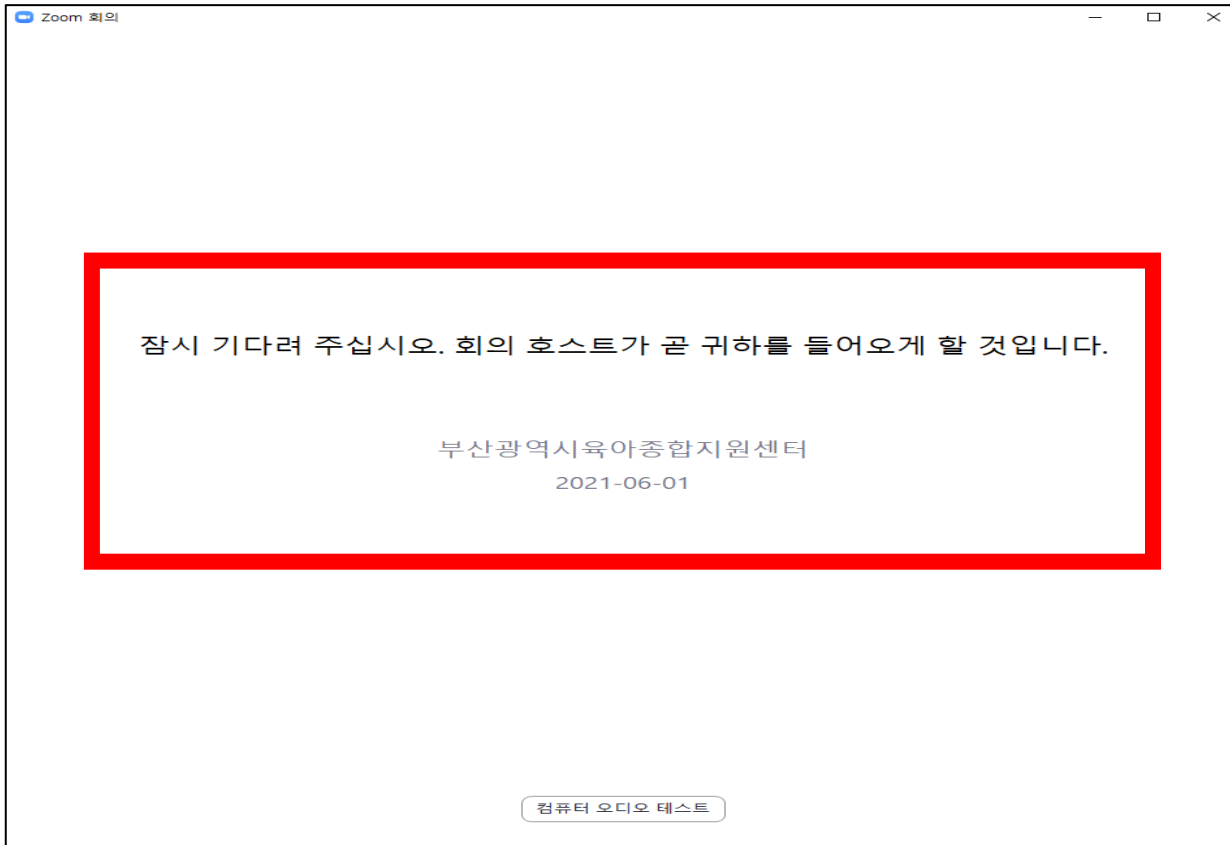 Zoom 회의
잠시 기다려 주십시오. 회의 호스트가 곧 귀하를 들어오게 할 것입니다.
부산광역시육아종합지원센터
2021-06-01
컴퓨터 오디오 테스트